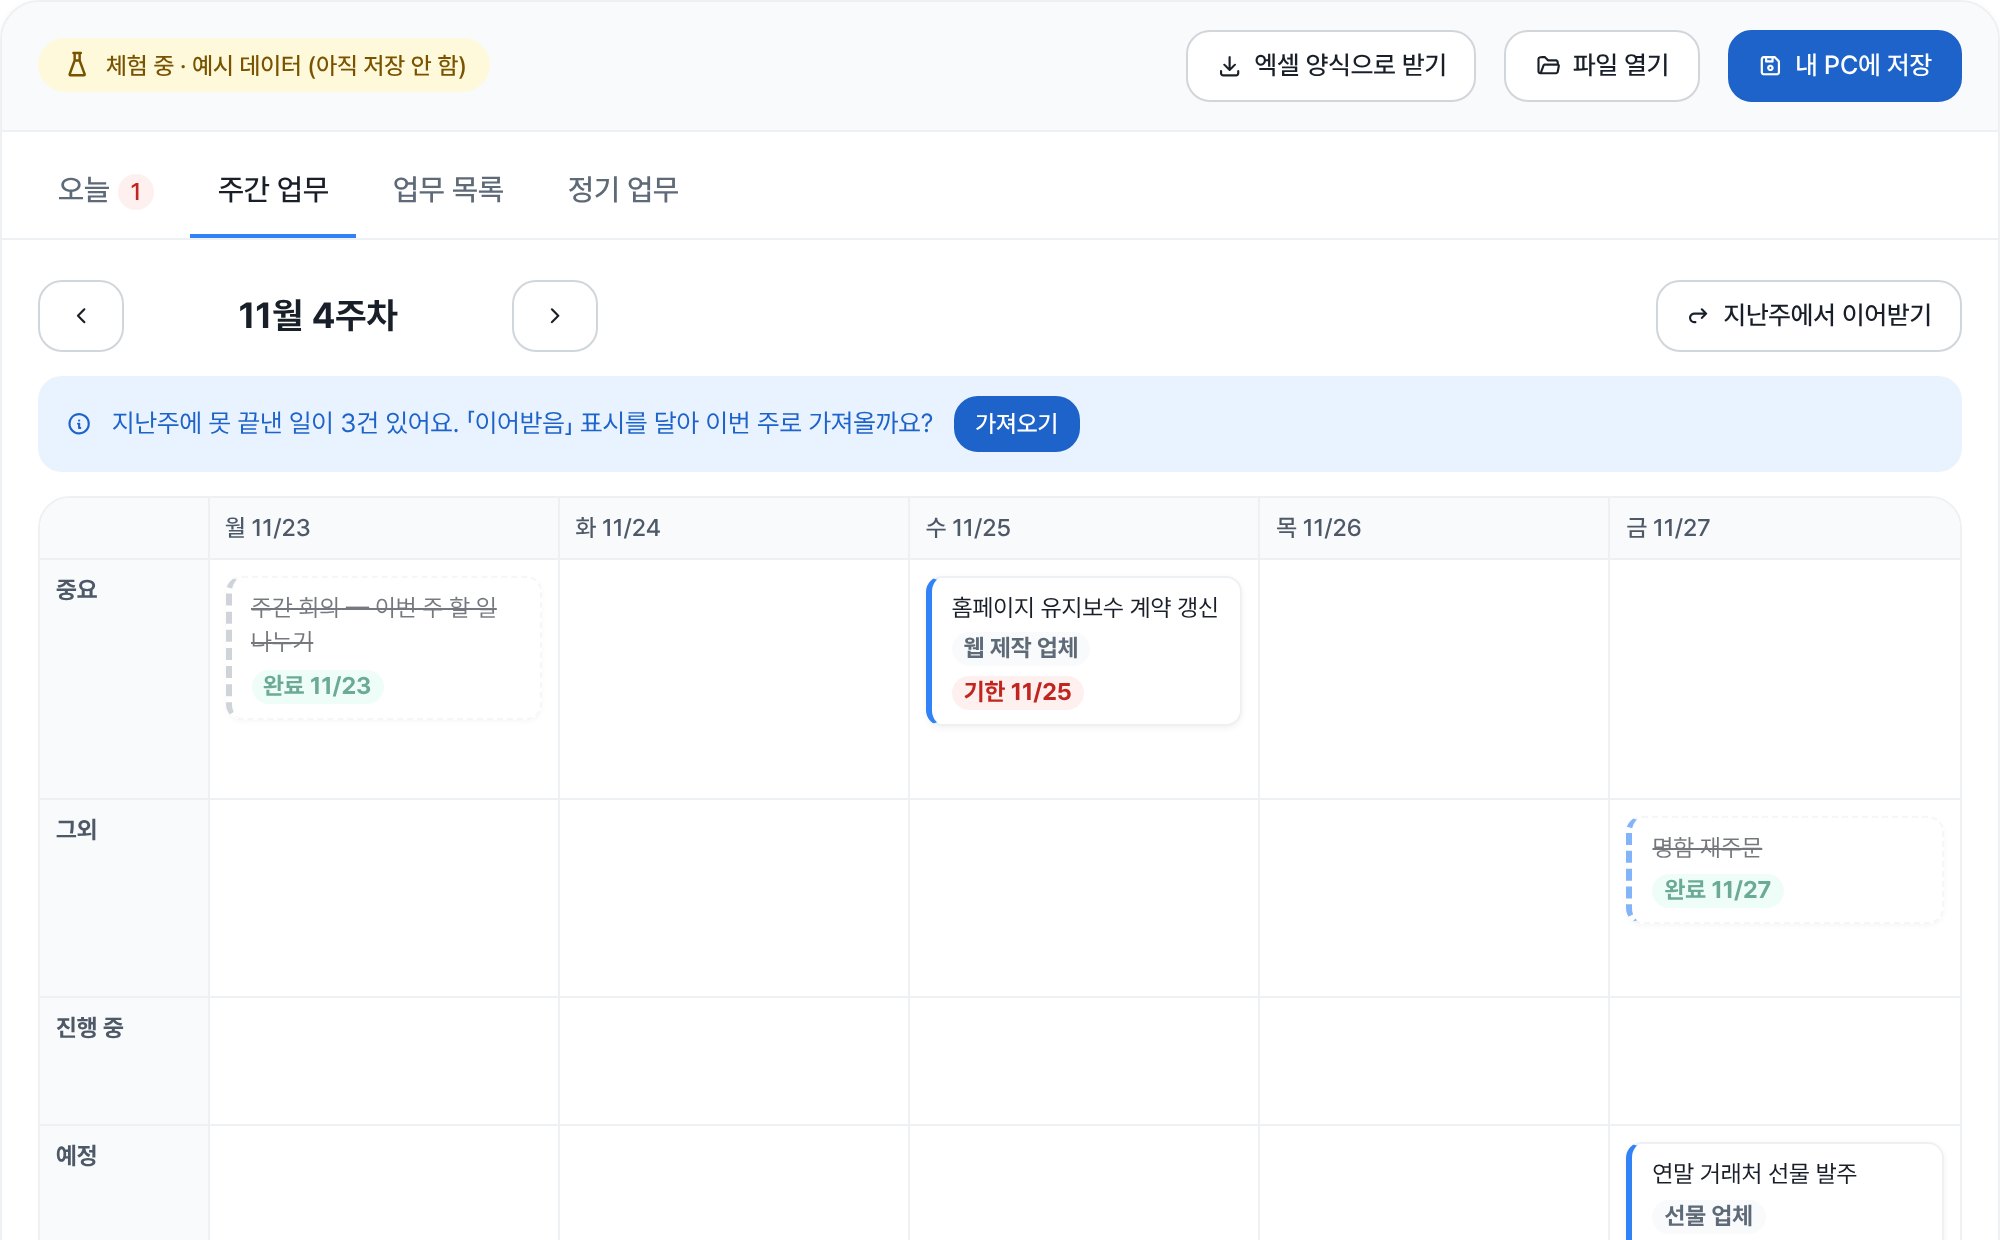 체험 중 · 예시 데이터 (아직 저장 안 함)
엑셀 양식으로 받기
파일 열기
내 PC에 저장
오늘 1
주간 업무
업무 목록
정기 업무
11월 4주차
지난주에서 이어받기
지난주에 못 끝낸 일이 3건 있어요. 「이어받음」 표시를 달아 이번 주로 가져올까요?
가져오기
월 11/23
화 11/24
수 11/25
목 11/26
금 11/27
중요
주간 회의 — 이번 주 할 일
나누기
완료 11/23
홈페이지 유지보수 계약 갱신
웹 제작 업체
기한 11/25
그외
명함 재주문
완료 11/27
진행 중
예정
연말 거래처 선물 발주
선물 업체